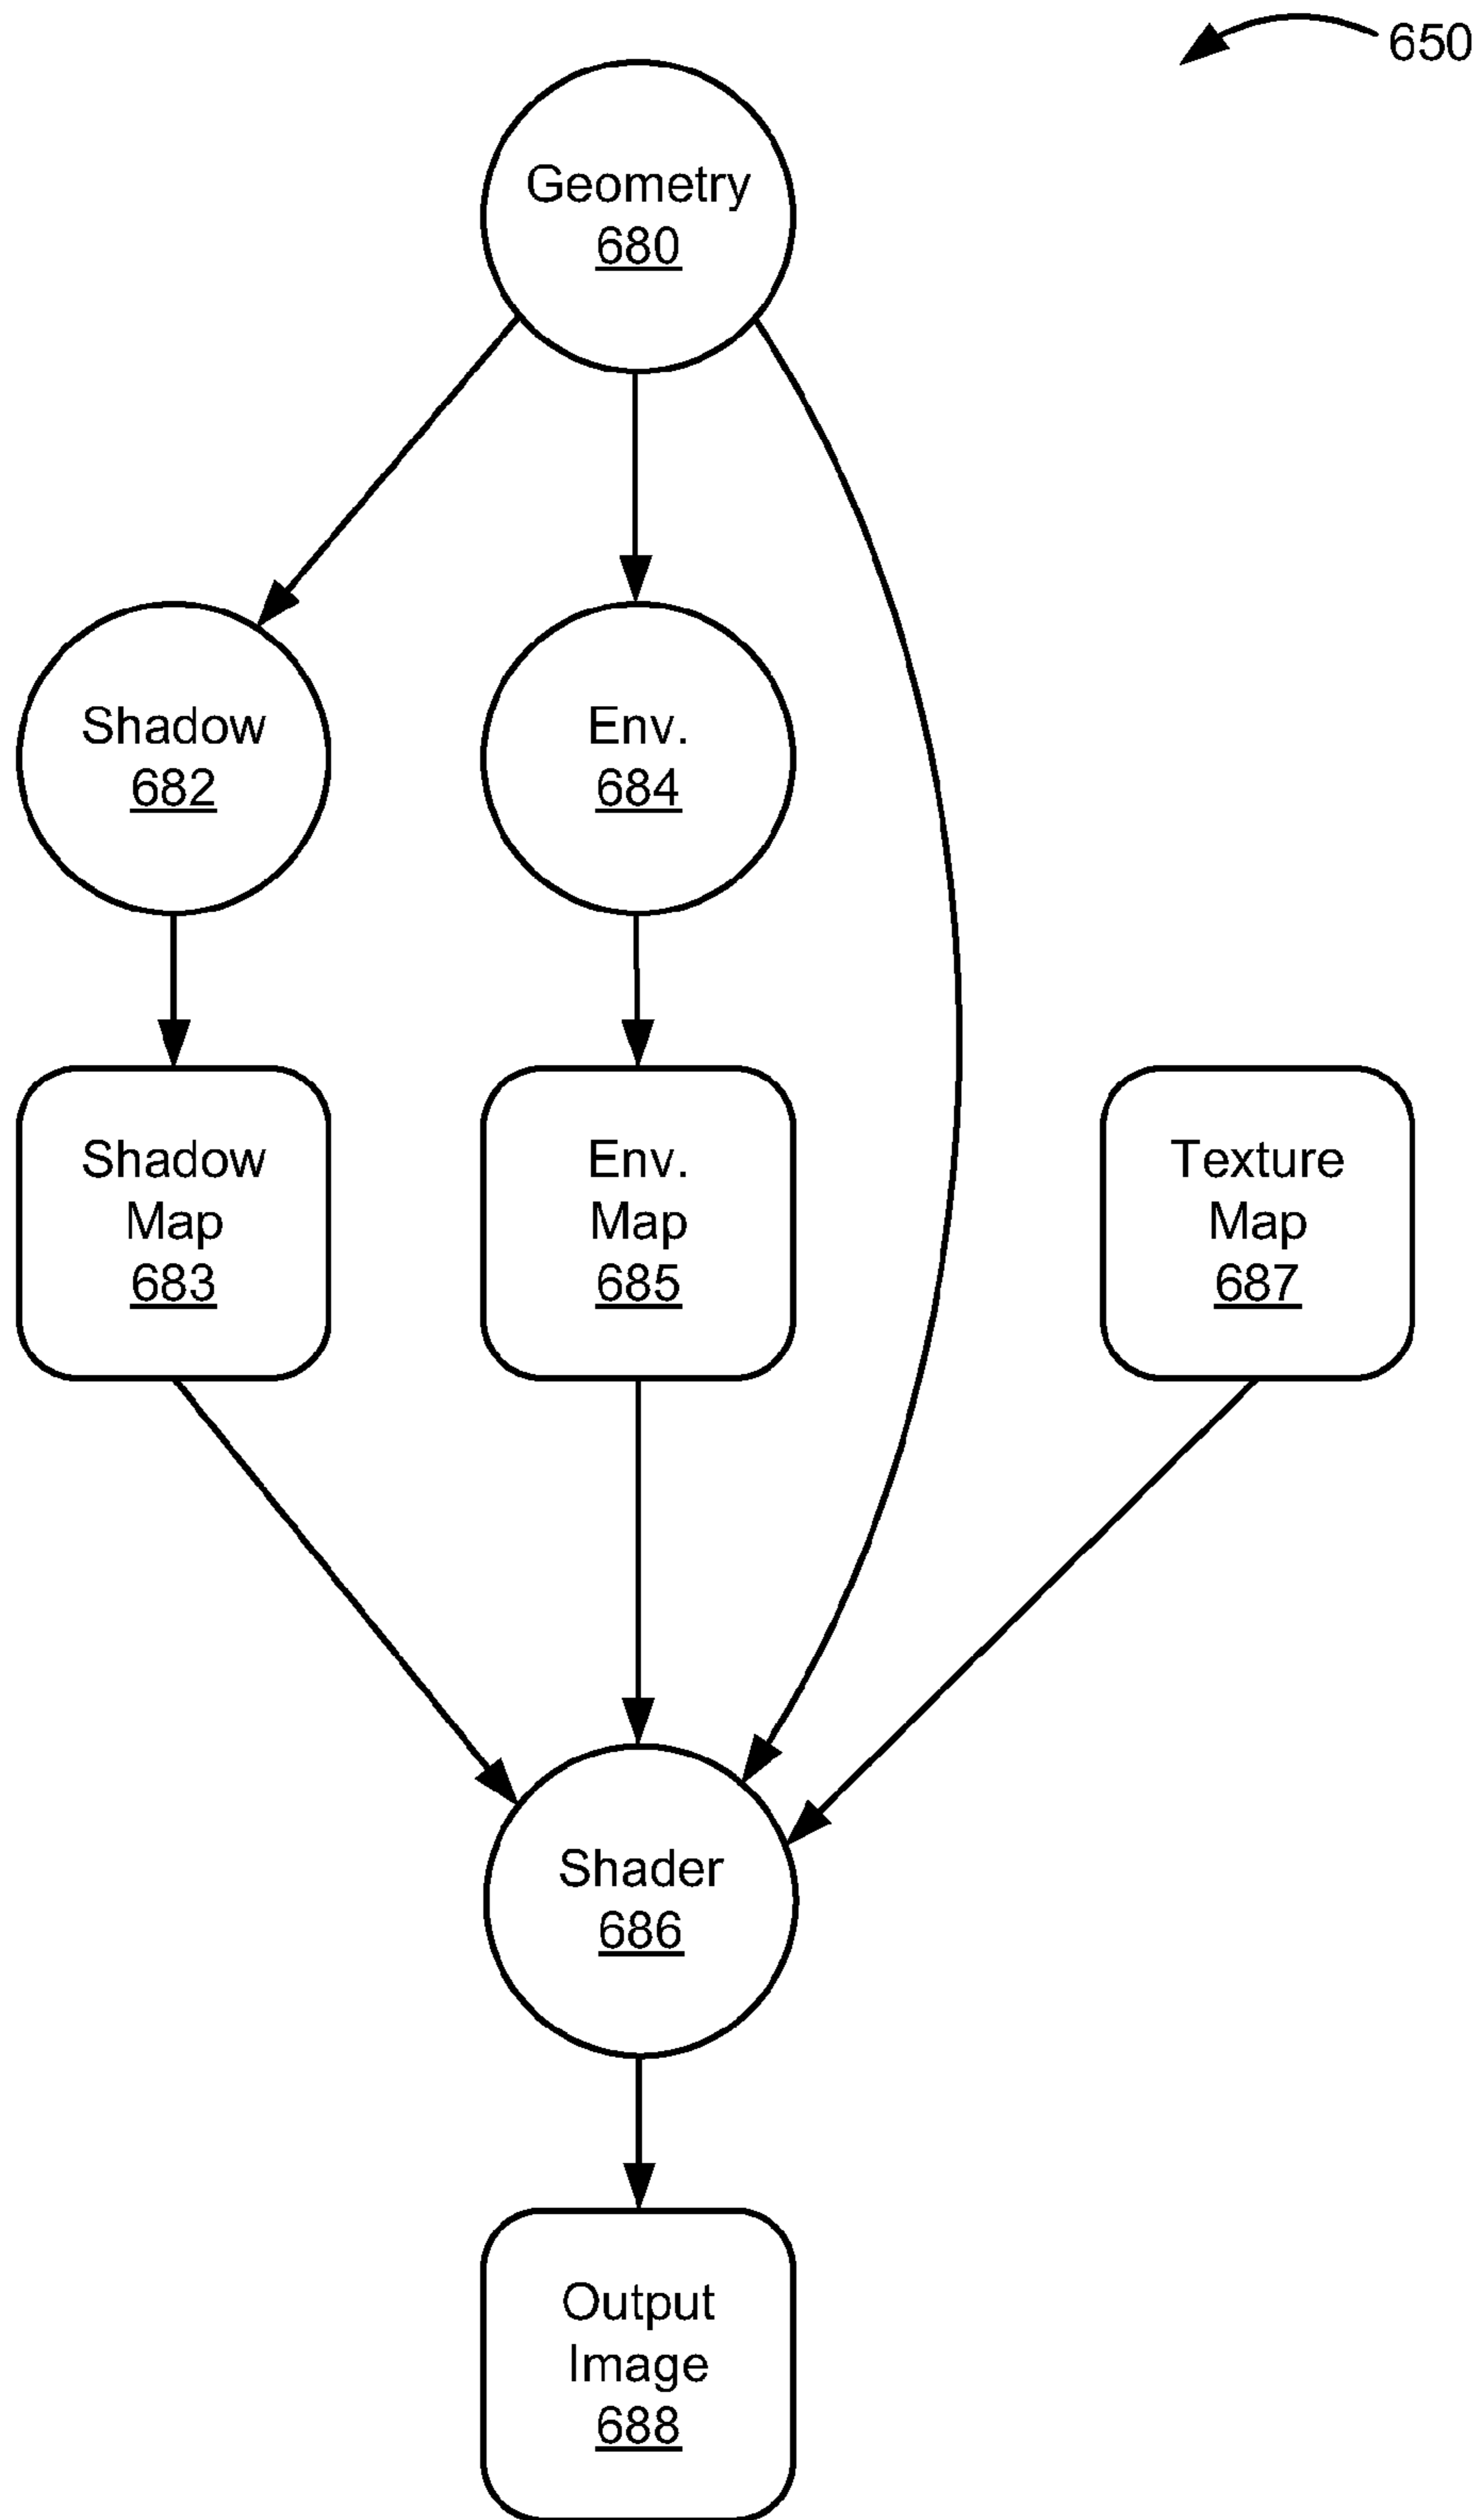 650
Geometry
680
Shadow
682
Env.
684
Shadow
Map
683
Env.
Map
685
Texture
Map
687
Shader
686
Output
Image
688